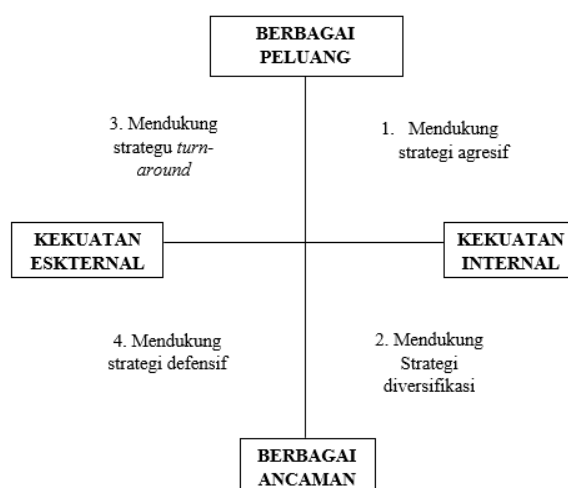 BERBAGAI
PELUANG
3. Mendukung
strategu turn-
around
1. Mendukung
strategi agresif
KEKUATAN
ESKTERNAL
KEKUATAN
INTERNAL
4. Mendukung
strategi defensif
2. Mendukung
Strategi
diversifikasi
BERBAGAI
ANCAMAN